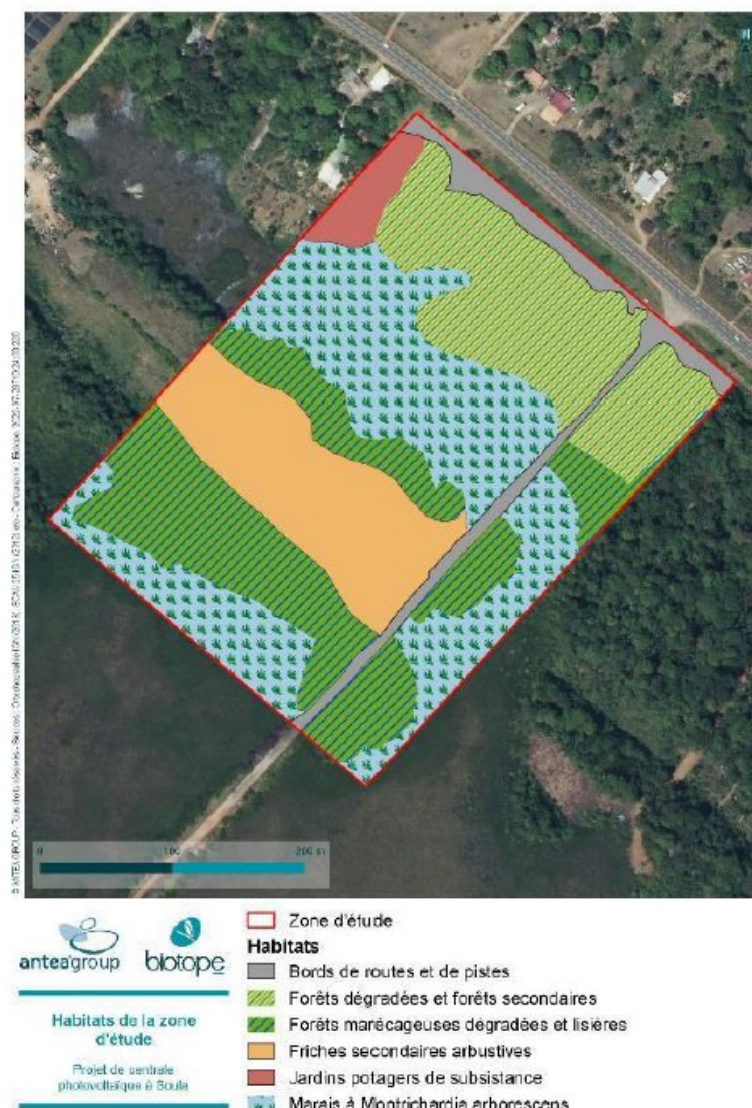 0 100 200 m
anteagroup biotope
Habitats de la zone
d'étude
Projet de centrale
photovoltaïque à Soula
Zone d'étude
Habitats
Bords de routes et de pistes
Forêts dégradées et forêts secondaires
Forêts marécageuses dégradées et lisières
Friches secondaires arbustives
Jardins potagers de subsistance
Marais à Montrichardia arborescens